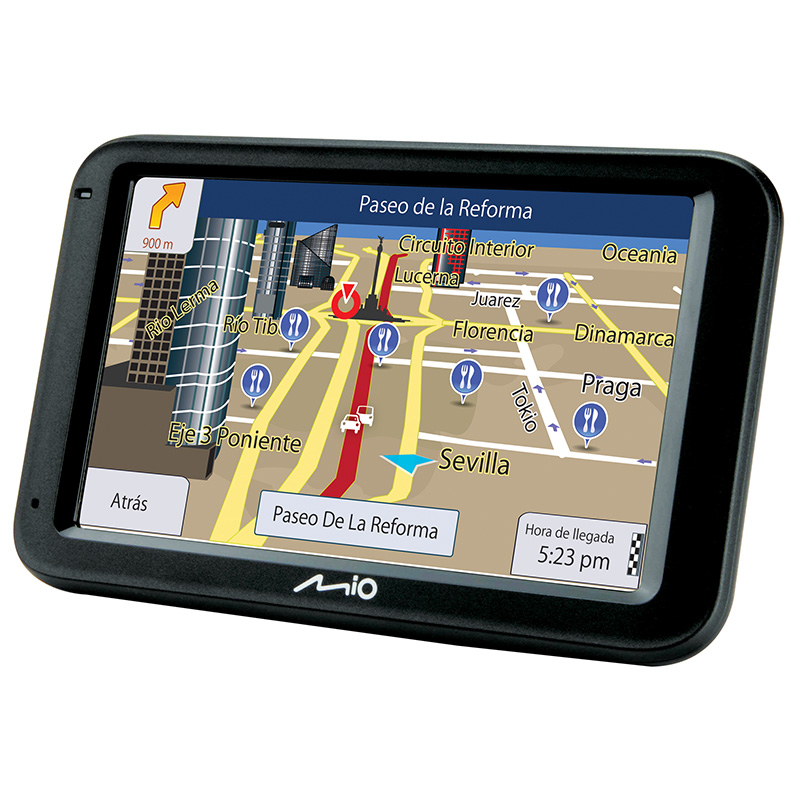 Paseo de la Reforma
900 m
Circuito Interior
Oceania
Lucerna
Río Lerma
Juarez
Río Tib
Florencia
Dinamarca
Praga
Tokio
Eje 3 Poniente
Sevilla
Atrás
Paseo De La Reforma
Hora de llegada
5:23 pm
Mio